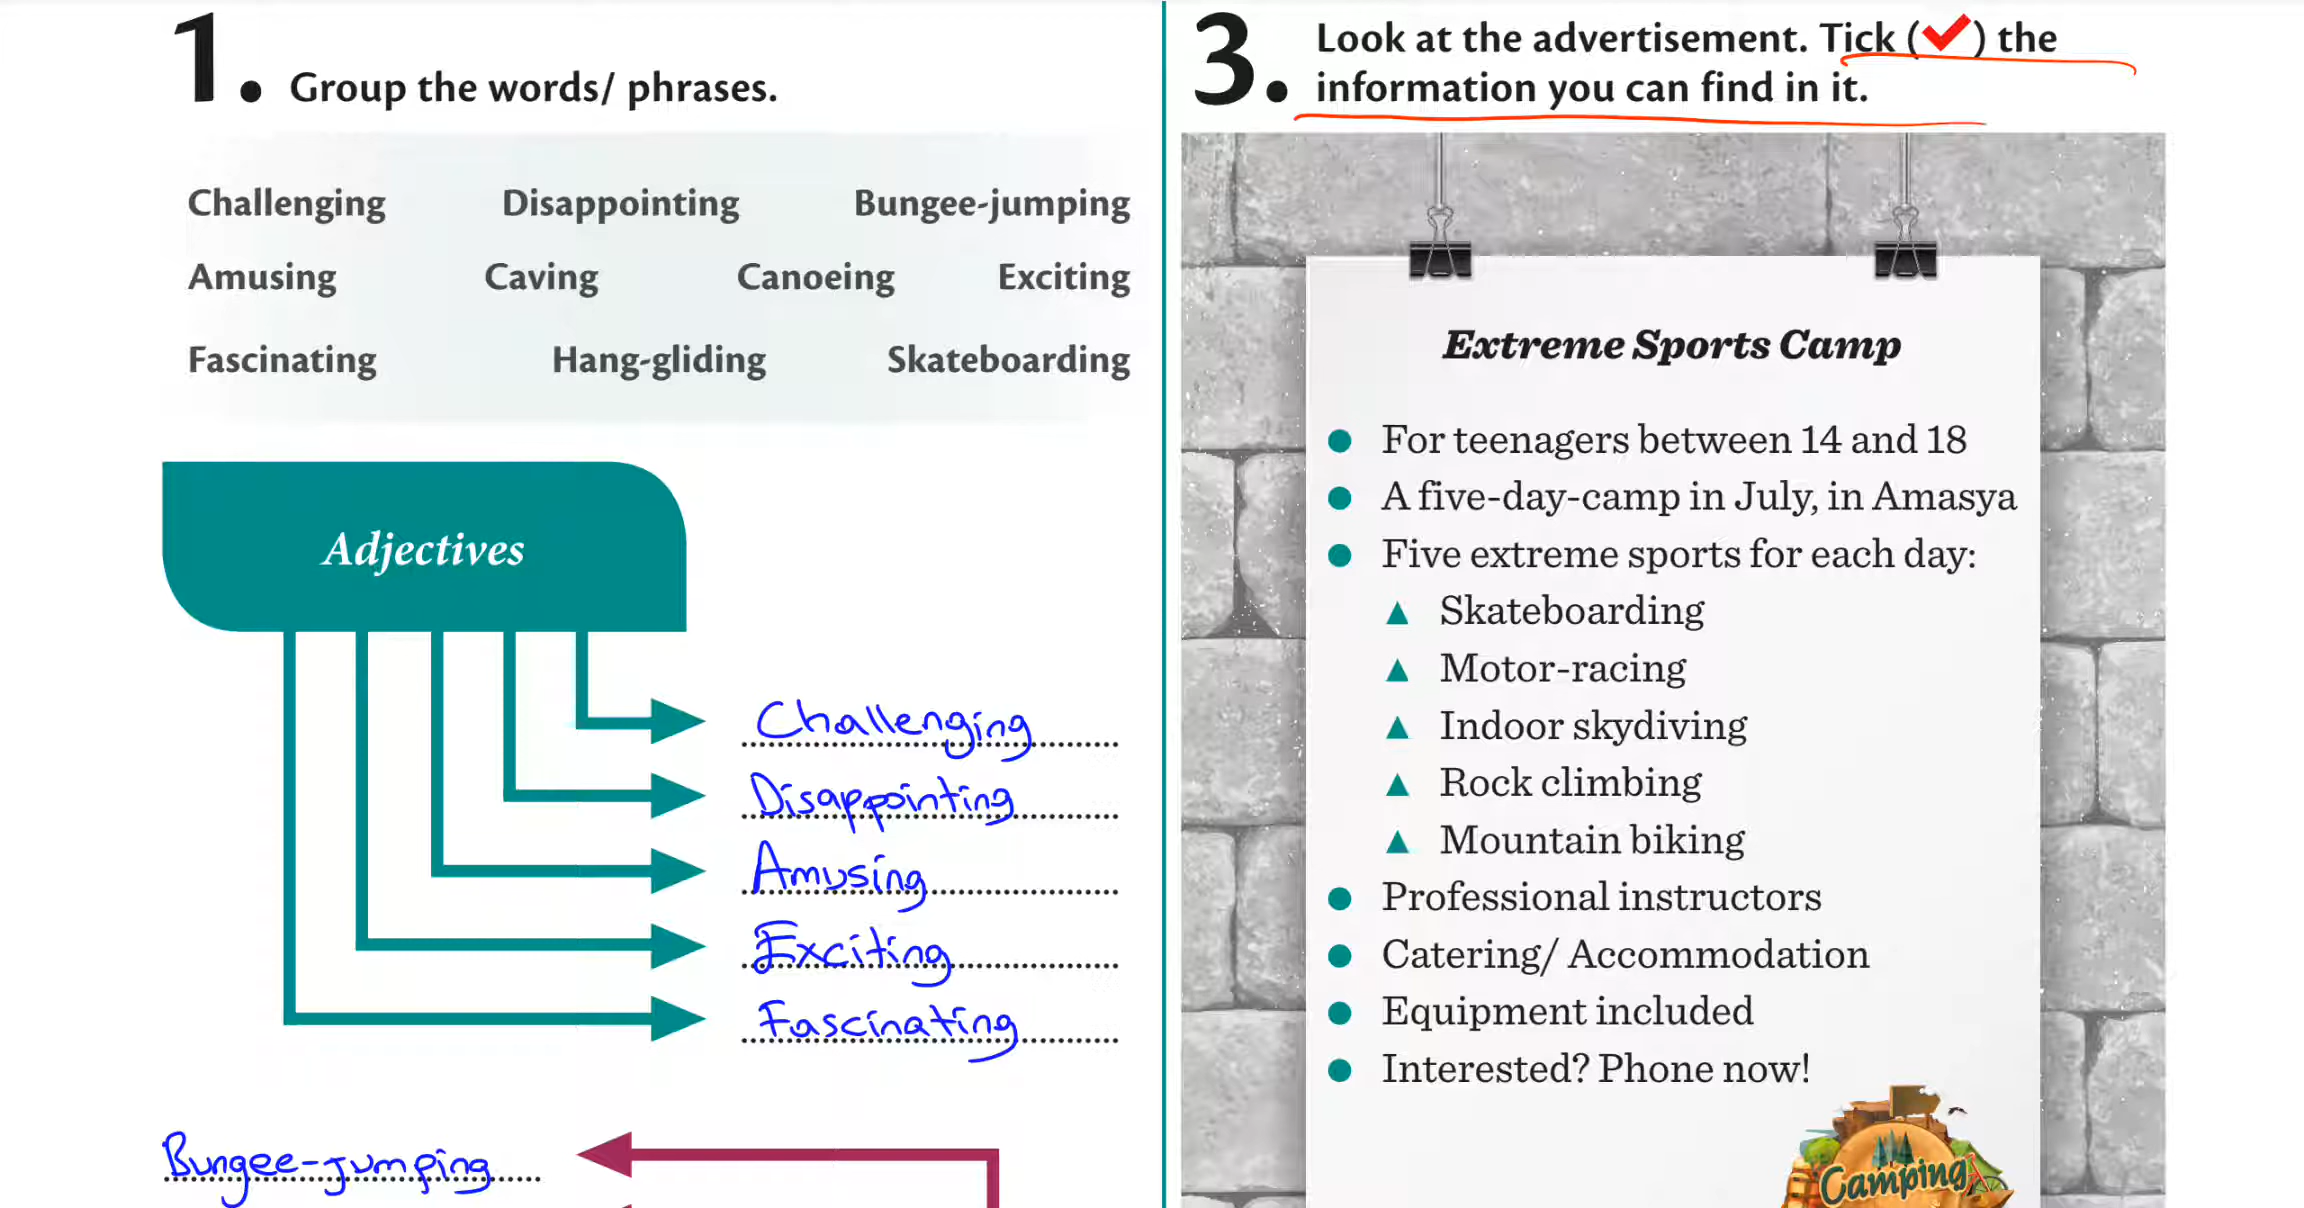 1. Group the words/ phrases.
Challenging Disappointing Bungee-jumping
Amusing Caving Canoeing Exciting
Fascinating Hang-gliding Skateboarding
Adjectives
Challenging
Disappointing
Amusing
Exciting
Fascinating
Bungee-jumping
3. Look at the advertisement. Tick (✔) the
information you can find in it.
Extreme Sports Camp
● For teenagers between 14 and 18
● A five-day-camp in July, in Amasya
● Five extreme sports for each day:
▲ Skateboarding
▲ Motor-racing
▲ Indoor skydiving
▲ Rock climbing
▲ Mountain biking
● Professional instructors
● Catering/ Accommodation
● Equipment included
● Interested? Phone now!
Camping